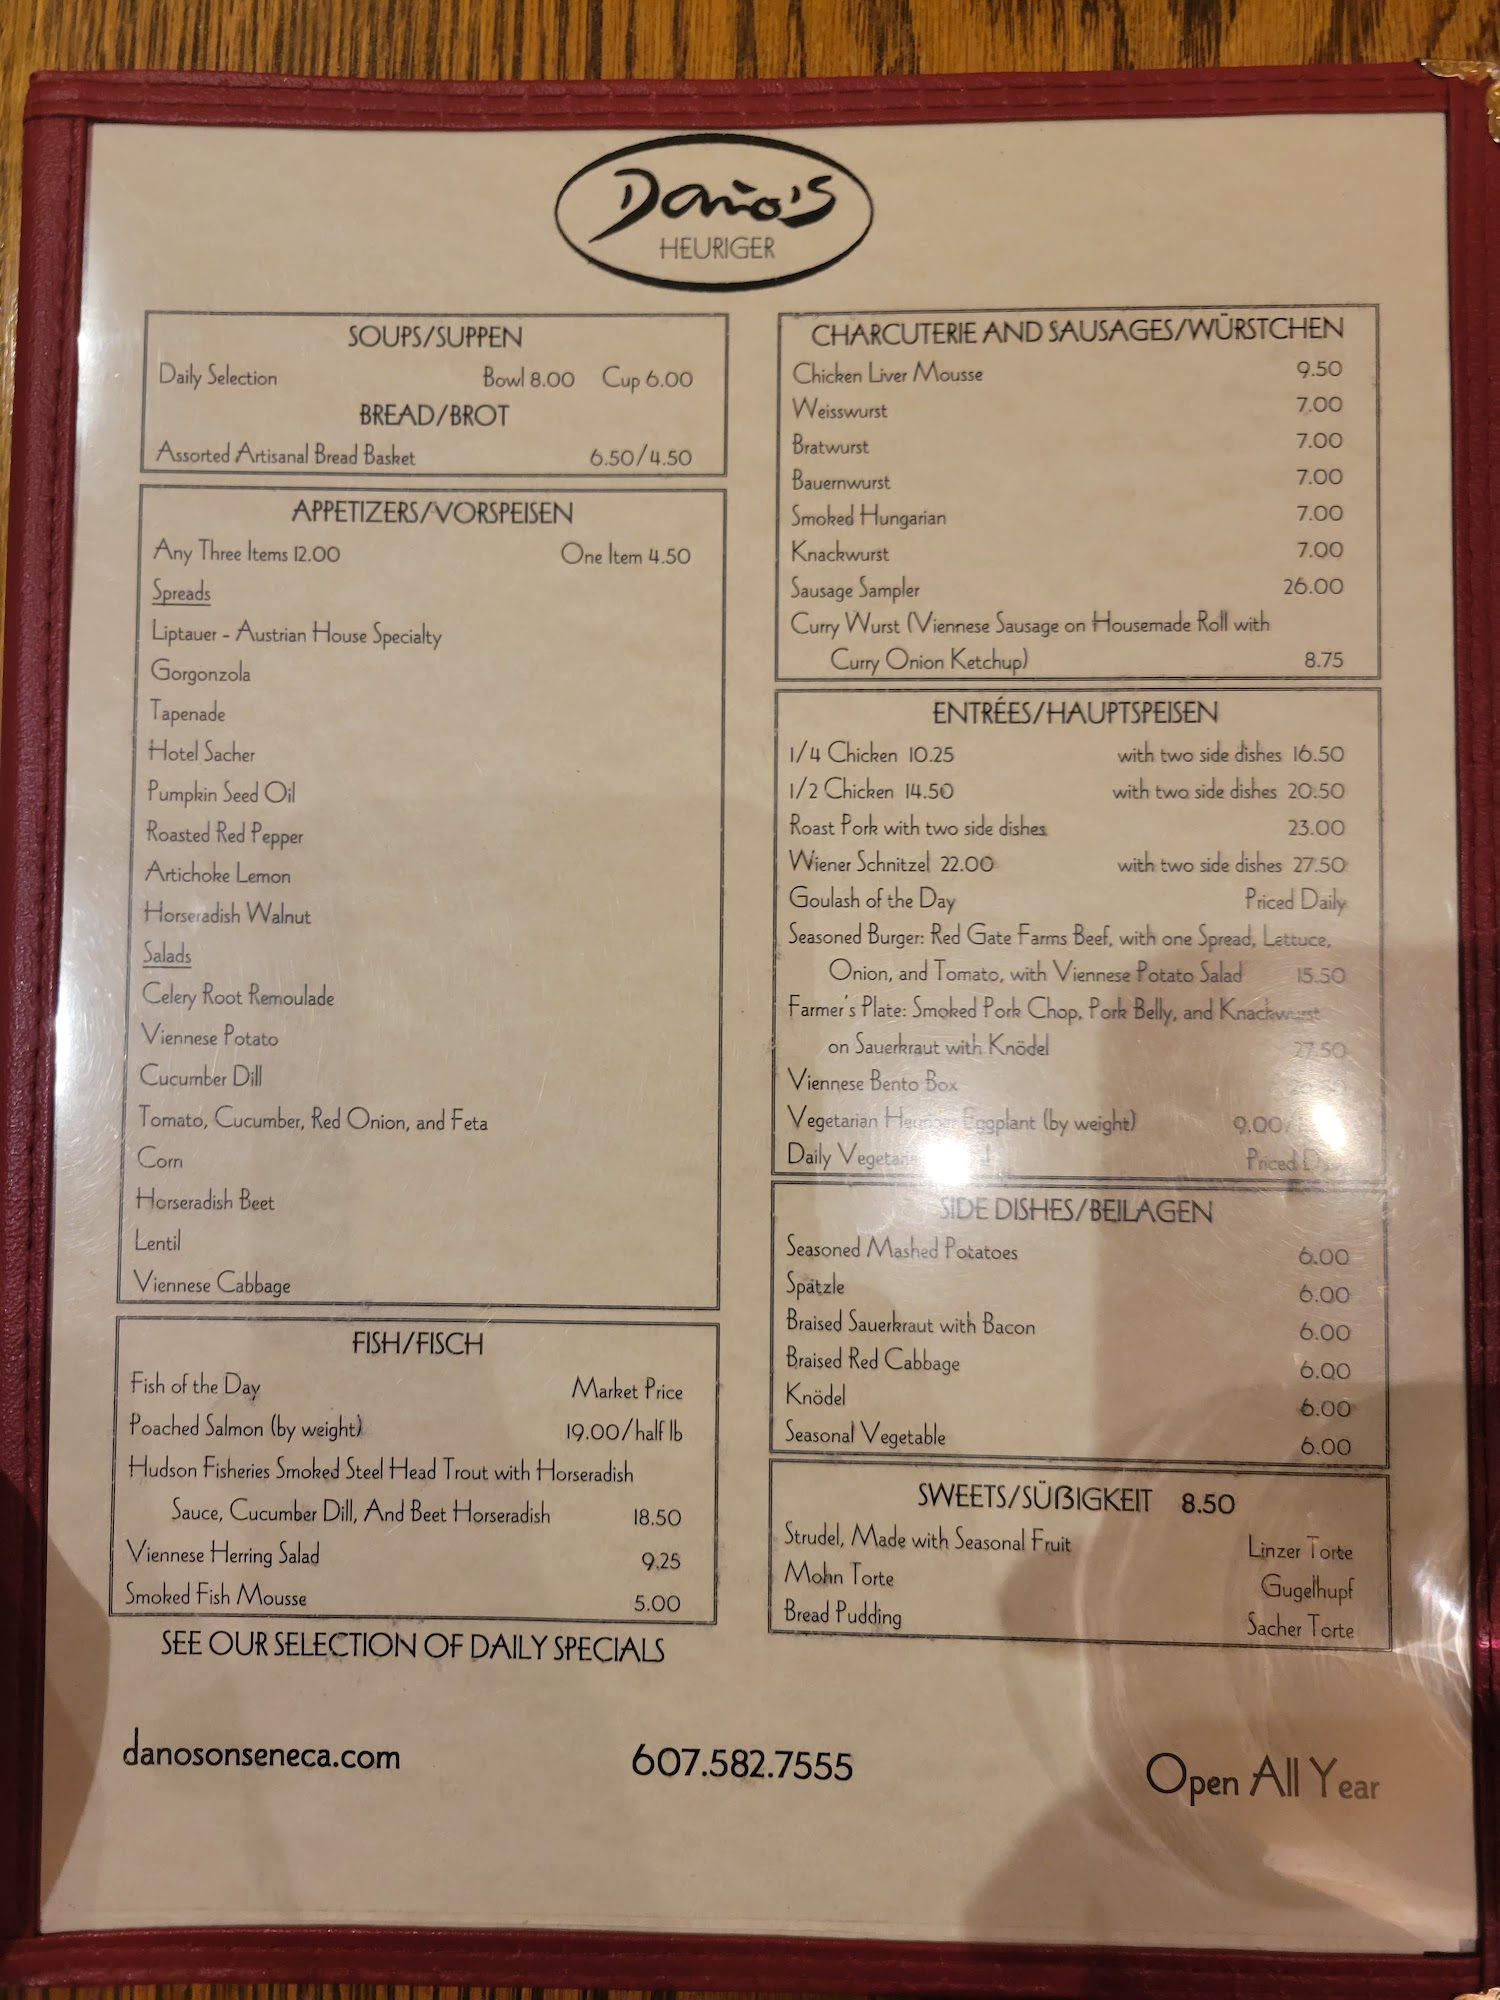 Daño's
HEURIGER
SOUPS/SUPPEN
Daily Selection Bowl 8.00 Cup 6.00
BREAD/BROT
Assorted Artisanal Bread Basket 6.50/4.50
APPETIZERS/VORSPEISEN
Any Three Items 12.00 One Item 4.50
Spreads
Liptauer - Austrian House Specialty
Gorgonzola
Tapenade
Hotel Sacher
Pumpkin Seed Oil
Roasted Red Pepper
Artichoke Lemon
Horseradish Walnut
Salads
Celery Root Remoulade
Viennese Potato
Cucumber Dill
Tomato, Cucumber, Red Onion, and Feta
Corn
Horseradish Beet
Lentil
Viennese Cabbage
FISH/FISCH
Fish of the Day Market Price
Poached Salmon (by weight) 19.00/half lb
Hudson Fisheries Smoked Steel Head Trout with Horseradish
Sauce, Cucumber Dill, And Beet Horseradish 18.50
Viennese Herring Salad 9.25
Smoked Fish Mousse 5.00
SEE OUR SELECTION OF DAILY SPECIALS
CHARCUTERIE AND SAUSAGES/WÜRSTCHEN
Chicken Liver Mousse 9.50
Weisswurst 7.00
Bratwurst 7.00
Bauernwurst 7.00
Smoked Hungarian 7.00
Knackwurst 7.00
Sausage Sampler 26.00
Curry Wurst (Viennese Sausage on Housemade Roll with
Curry Onion Ketchup) 8.75
ENTRÉES/HAUPTSPEISEN
1/4 Chicken 10.25 with two side dishes 16.50
1/2 Chicken 14.50 with two side dishes 20.50
Roast Pork with two side dishes 23.00
Wiener Schnitzel 22.00 with two side dishes 27.50
Goulash of the Day Priced Daily
Seasoned Burger: Red Gate Farms Beef, with one Spread, Lettuce,
Onion, and Tomato, with Viennese Potato Salad 15.50
Farmer's Plate: Smoked Pork Chop, Pork Belly, and Knackwurst
on Sauerkraut with Knödel 27.50
Viennese Bento Box
Vegetarian Eggplant (by weight) 9.00/
Daily Priced
SIDE DISHES/BEILAGEN
Seasoned Mashed Potatoes 6.00
Spätzle 6.00
Braised Sauerkraut with Bacon 6.00
Braised Red Cabbage 6.00
Knödel 6.00
Seasonal Vegetable 6.00
SWEETS/SÜßIGKEIT 8.50
Strudel, Made with Seasonal Fruit Linzer Torte
Mohn Torte Gugelhupf
Bread Pudding Sacher Torte
danosonseneca.com 607.582.7555 Open All Year